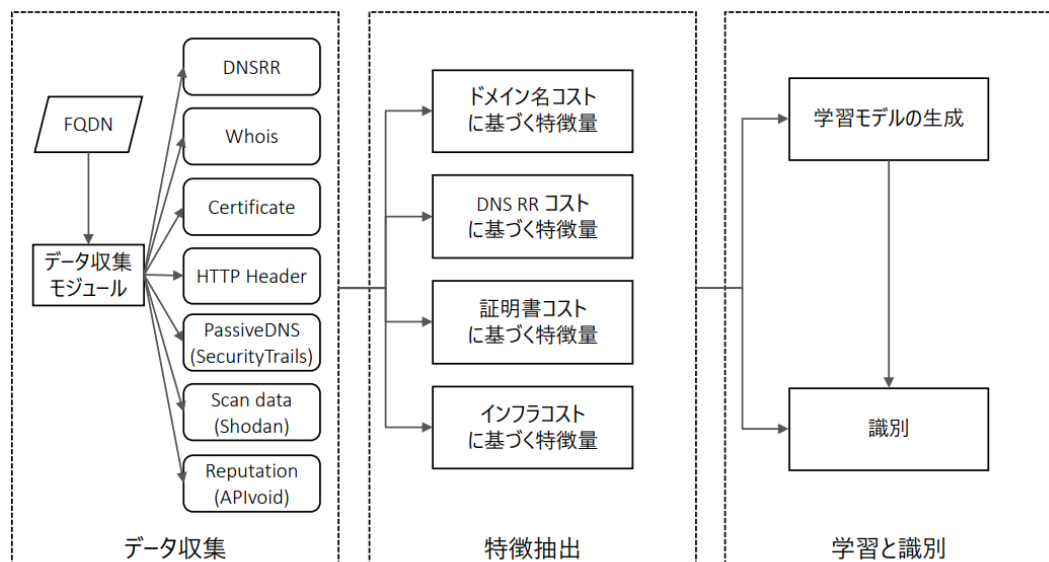 FQDN
データ収集
モジュール
DNSRR
Whois
Certificate
HTTP Header
PassiveDNS
(SecurityTrails)
Scan data
(Shodan)
Reputation
(APIvoid)
データ収集
ドメイン名コスト
に基づく特徴量
DNS RR コスト
に基づく特徴量
証明書コスト
に基づく特徴量
インフラコスト
に基づく特徴量
特徴抽出
学習モデルの生成
識別
学習と識別